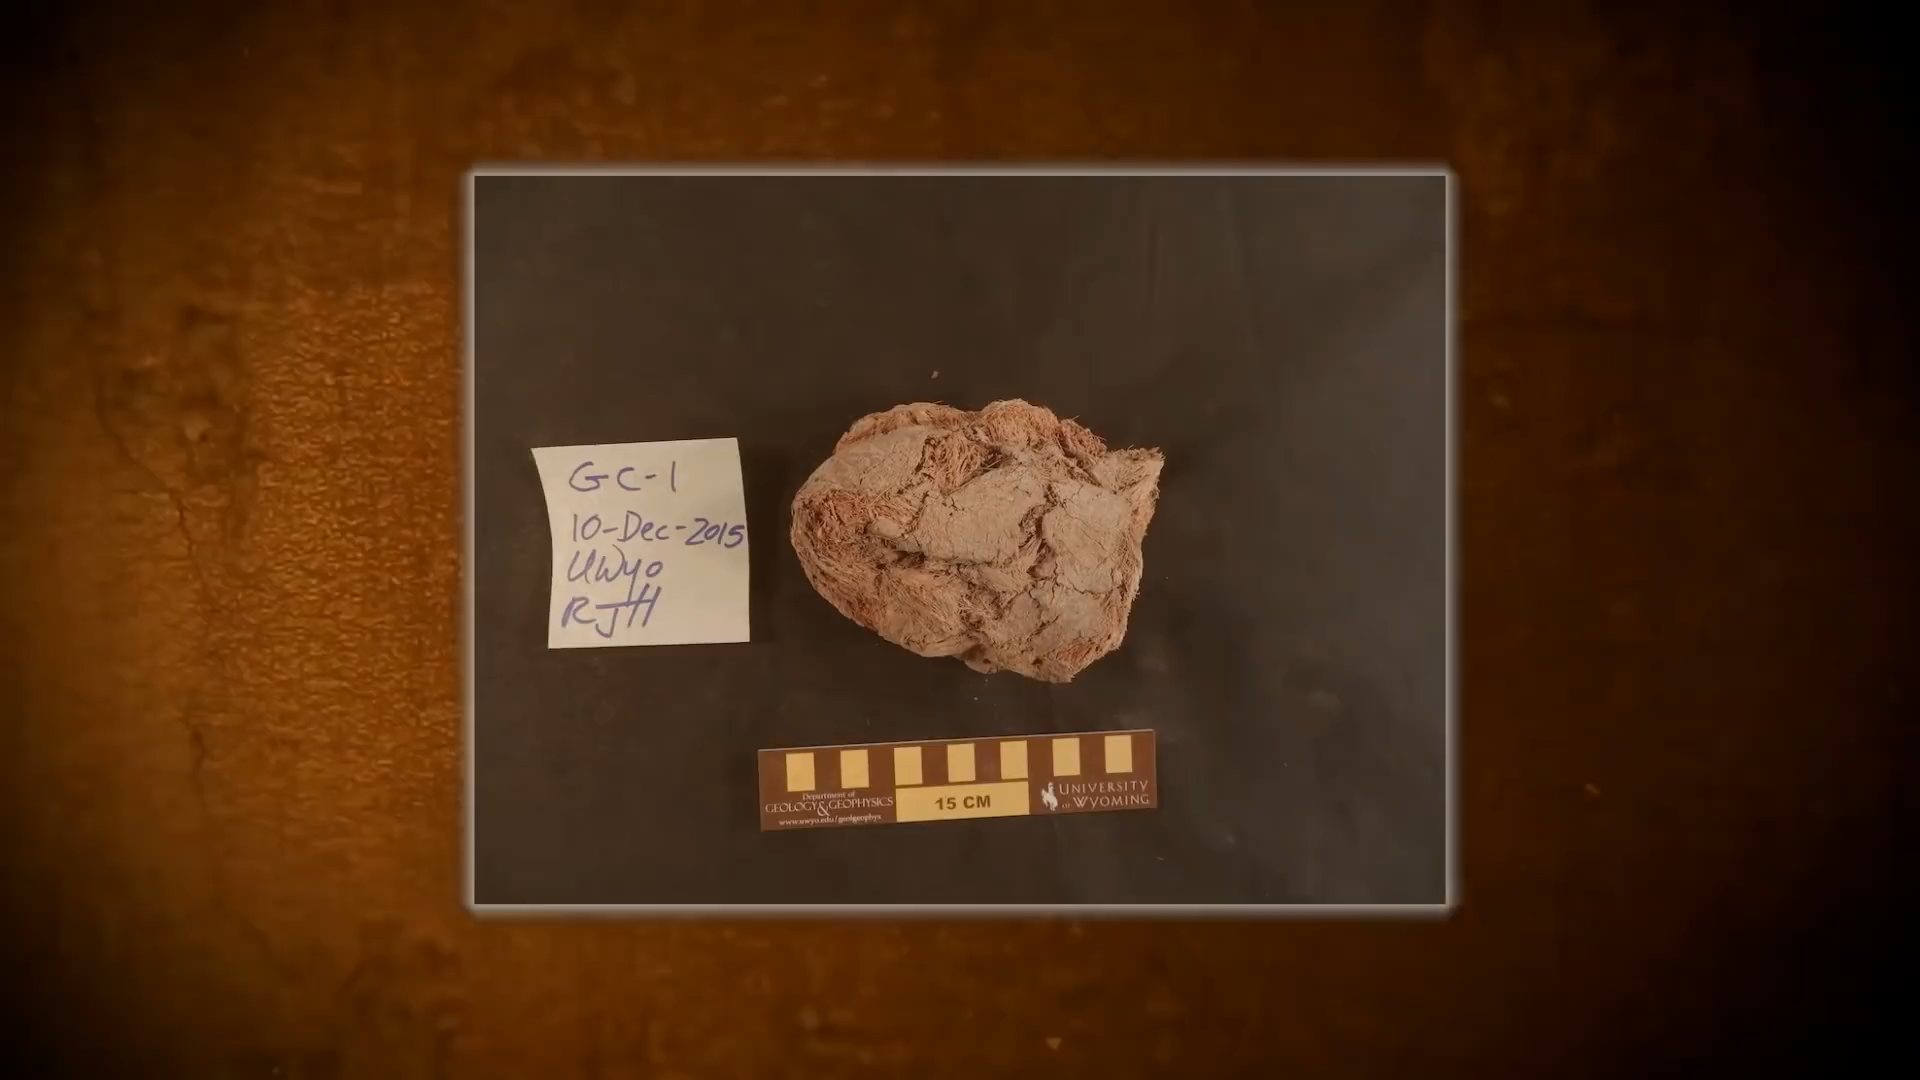 GC-1
10-Dec-2015
UWyo
RJH
Department of
GEOLOGY & GEOPHYSICS
www.uwyo.edu/geolgeophys
15 CM
UNIVERSITY
OF WYOMING